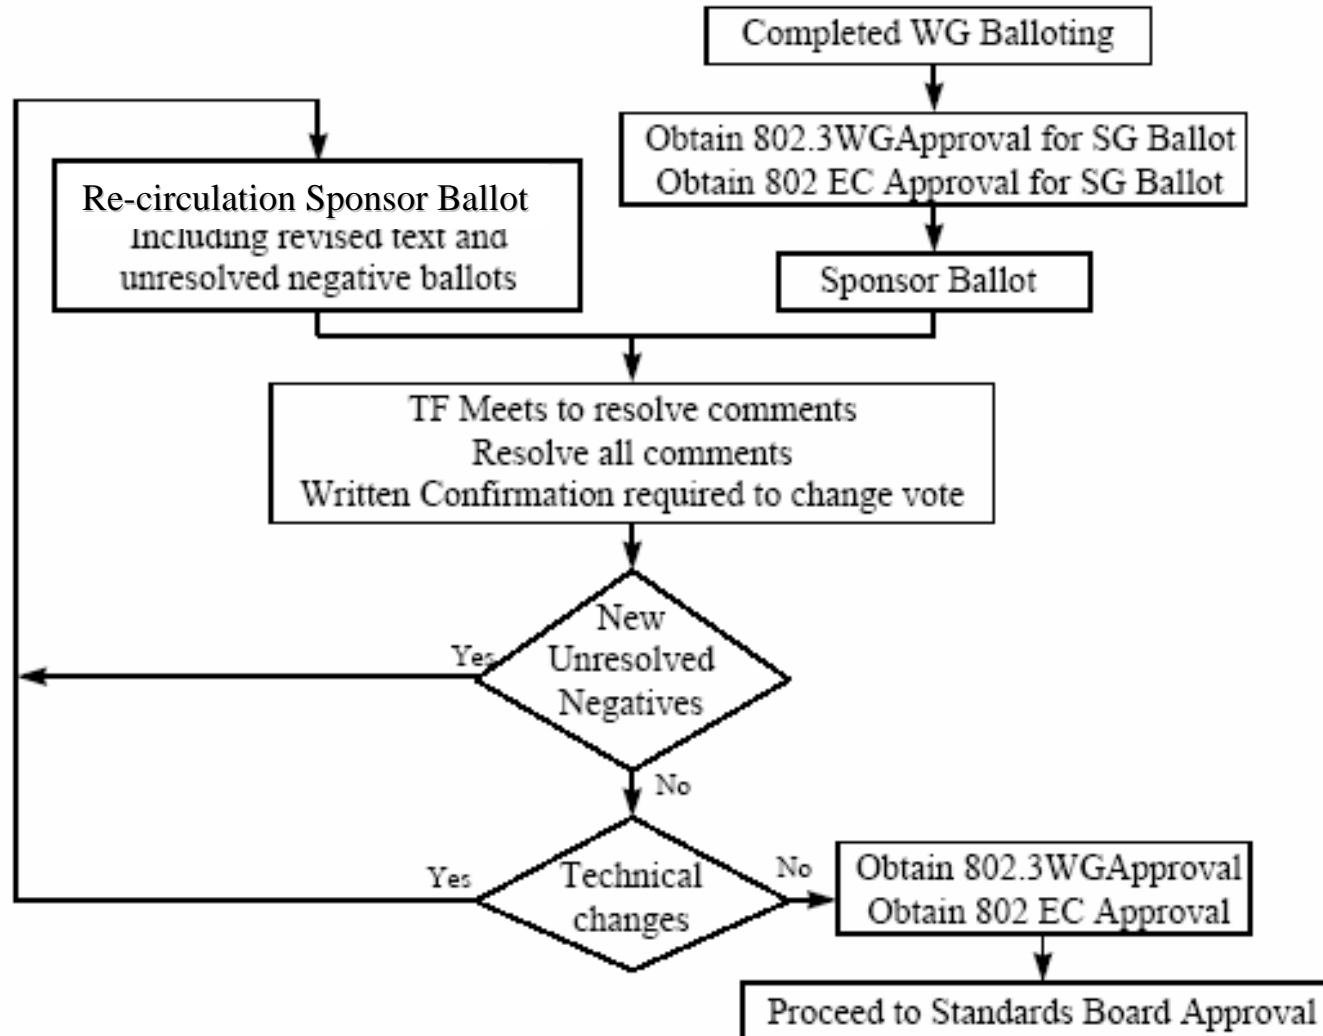 Completed WG Balloting
Obtain 802.3WGApproval for SG Ballot
Obtain 802 EC Approval for SG Ballot
Re-circulation Sponsor Ballot
Including revised text and
unresolved negative ballots
Sponsor Ballot
TF Meets to resolve comments
Resolve all comments
Written Confirmation required to change vote
New
Unresolved
Negatives
Yes
No
Technical
changes
Yes
No
Obtain 802.3WGApproval
Obtain 802 EC Approval
Proceed to Standards Board Approval